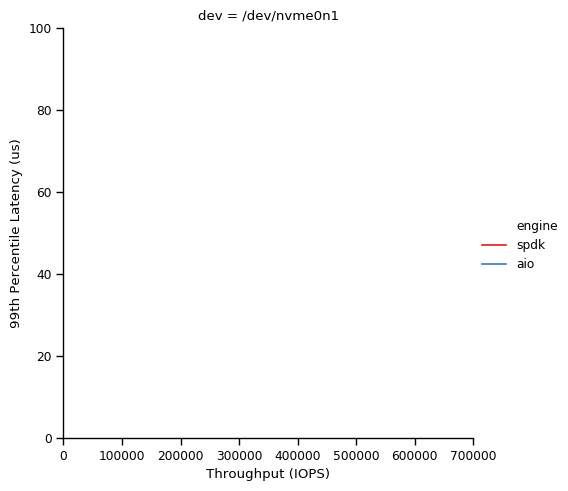 dev = /dev/nvme0n1
100
80
60
40
20
0
99th Percentile Latency (us)
engine
spdk
aio
0 100000 200000 300000 400000 500000 600000 700000
Throughput (IOPS)